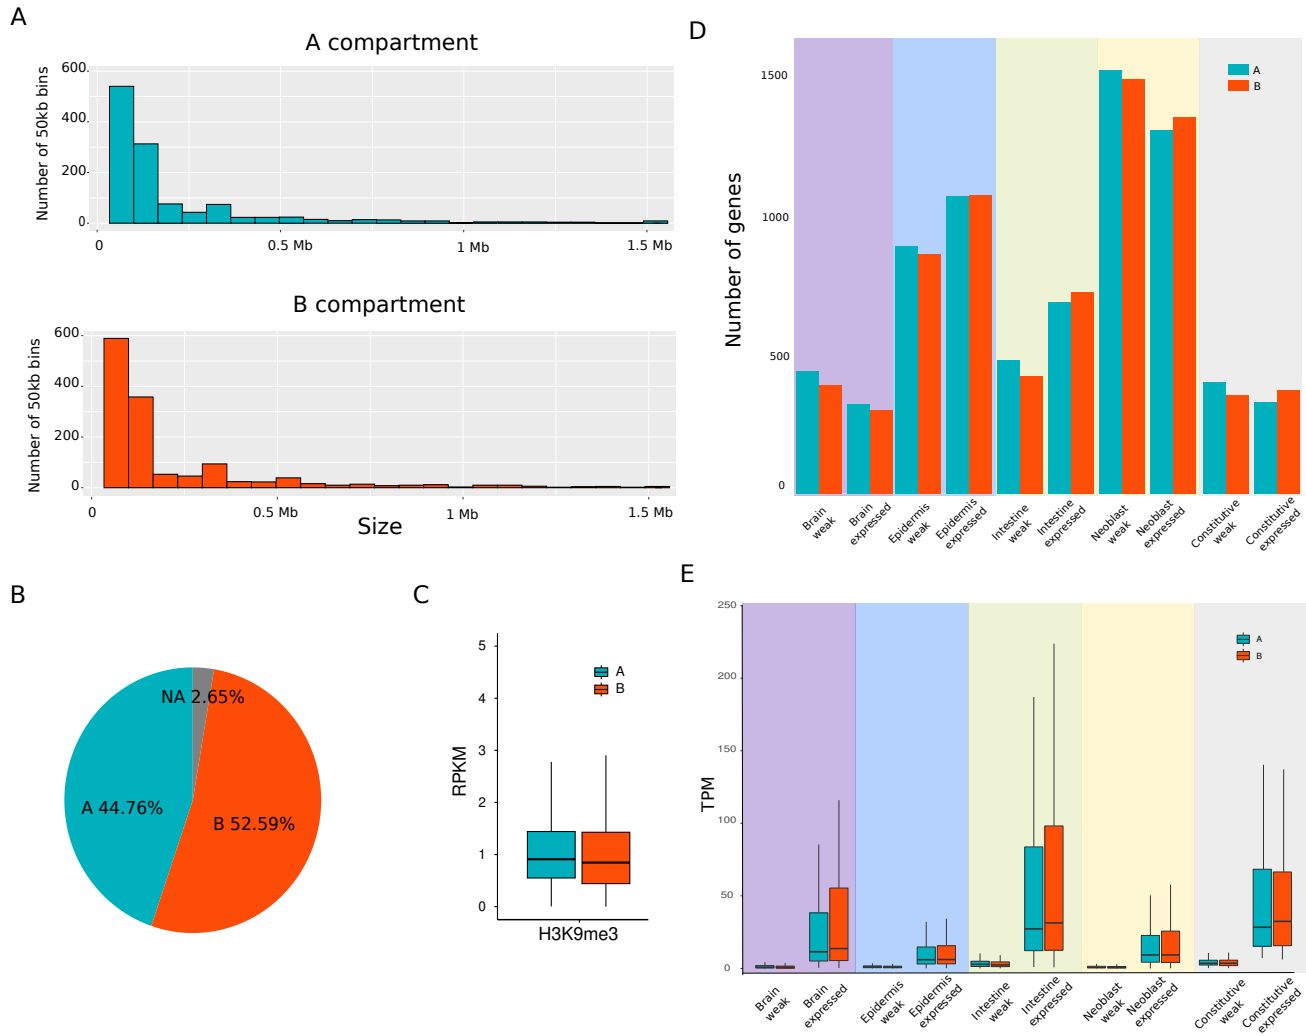 A
A compartment
Number of 50kb bins
600
400
200
0
0
0.5 Mb
1 Mb
1.5 Mb
B compartment
Number of 50kb bins
600
400
200
0
0
0.5 Mb
1 Mb
1.5 Mb
Size
B
NA 2.65%
A 44.76%
B 52.59%
C
RPKM
5
4
3
2
1
0
A
B
H3K9me3
D
Number of genes
1500
1000
500
0
A
B
Brain
weak
Brain
expressed
Epidermis
weak
Epidermis
expressed
Intestine
weak
Intestine
expressed
Neoblast
weak
Neoblast
expressed
Constitutive
weak
Constitutive
expressed
E
TPM
250
200
150
100
50
0
A
B
Brain
weak
Brain
expressed
Epidermis
weak
Epidermis
expressed
Intestine
weak
Intestine
expressed
Neoblast
weak
Neoblast
expressed
Constitutive
weak
Constitutive
expressed